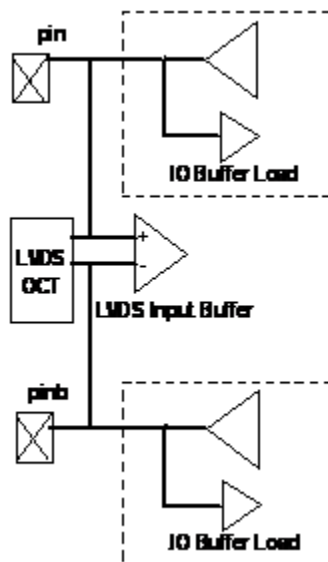 pin
IO Buffer Load
+
LVDS
OCT
-
LVDS Input Buffer
pinb
IO Buffer Load